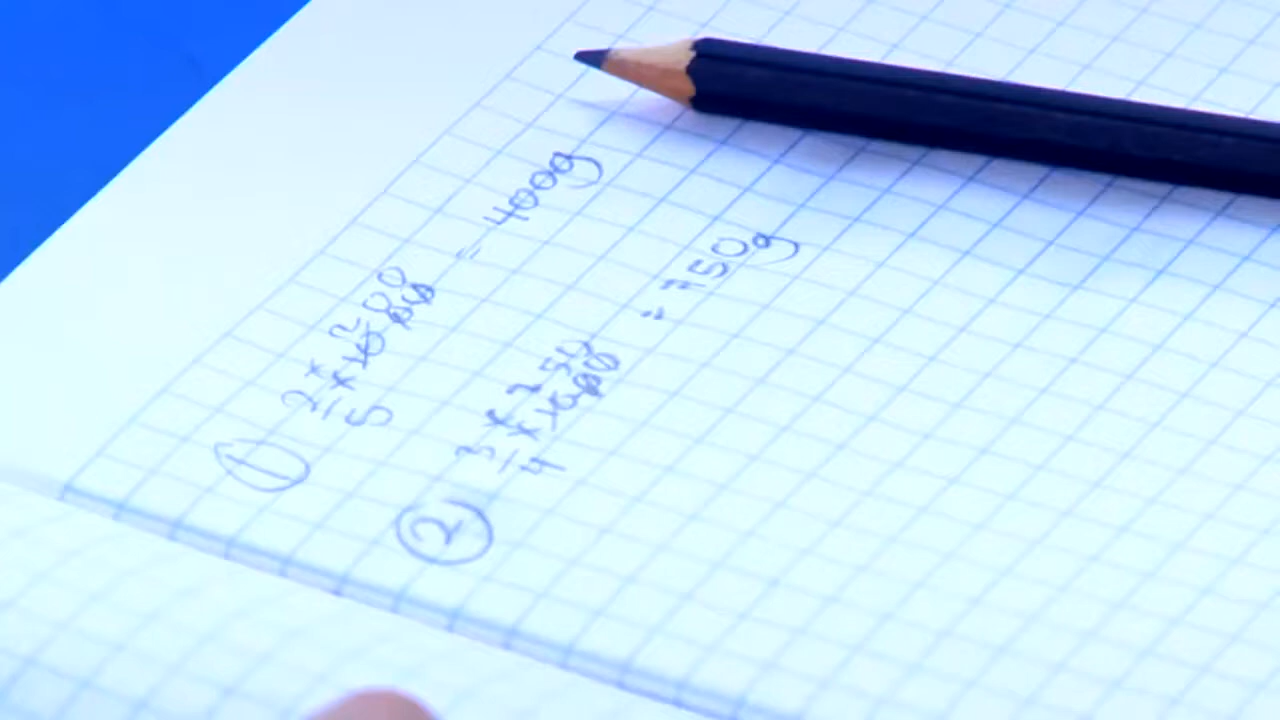 ① 2/5 × 1000 200 = 400g
② 3/4 × 1000 250 = 750g